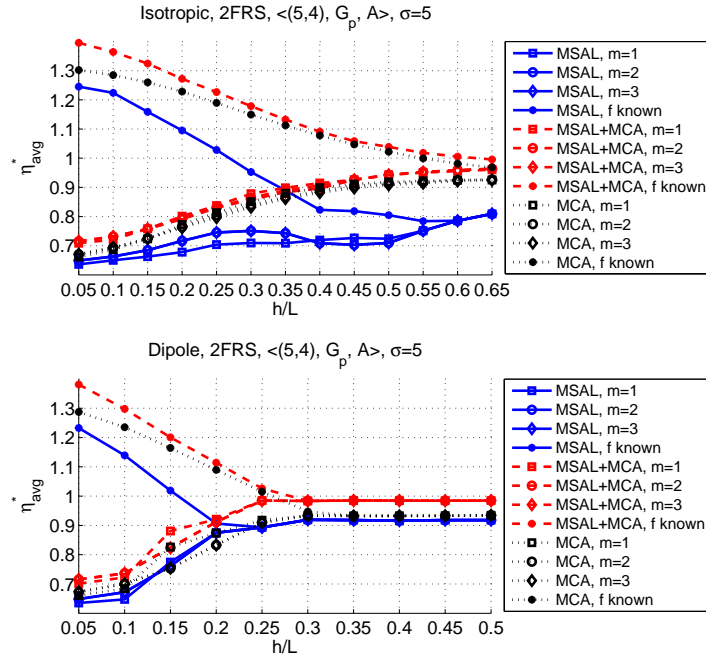 Isotropic, 2FRS, <(5,4), Gp, A>, σ=5
η*avg
1.3
1.2
1.1
1
0.9
0.8
0.7
0.05 0.1 0.15 0.2 0.25 0.3 0.35 0.4 0.45 0.5 0.55 0.6 0.65
h/L
MSAL, m=1
MSAL, m=2
MSAL, m=3
MSAL, f known
MSAL+MCA, m=1
MSAL+MCA, m=2
MSAL+MCA, m=3
MSAL+MCA, f known
MCA, m=1
MCA, m=2
MCA, m=3
MCA, f known
Dipole, 2FRS, <(5,4), Gp, A>, σ=5
η*avg
1.3
1.2
1.1
1
0.9
0.8
0.7
0.05 0.1 0.15 0.2 0.25 0.3 0.35 0.4 0.45 0.5
h/L
MSAL, m=1
MSAL, m=2
MSAL, m=3
MSAL, f known
MSAL+MCA, m=1
MSAL+MCA, m=2
MSAL+MCA, m=3
MSAL+MCA, f known
MCA, m=1
MCA, m=2
MCA, m=3
MCA, f known